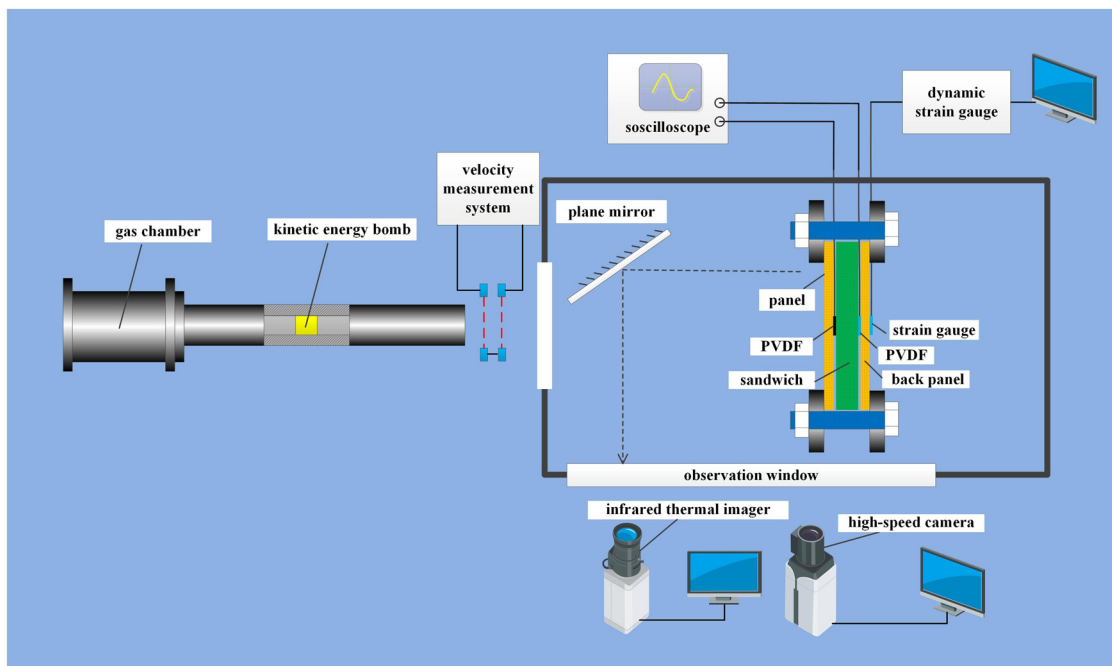 soscilloscope
dynamic
strain gauge
velocity
measurement
system
plane mirror
gas chamber
kinetic energy bomb
panel
strain gauge
PVDF
PVDF
sandwich
back panel
observation window
infrared thermal imager
high-speed camera